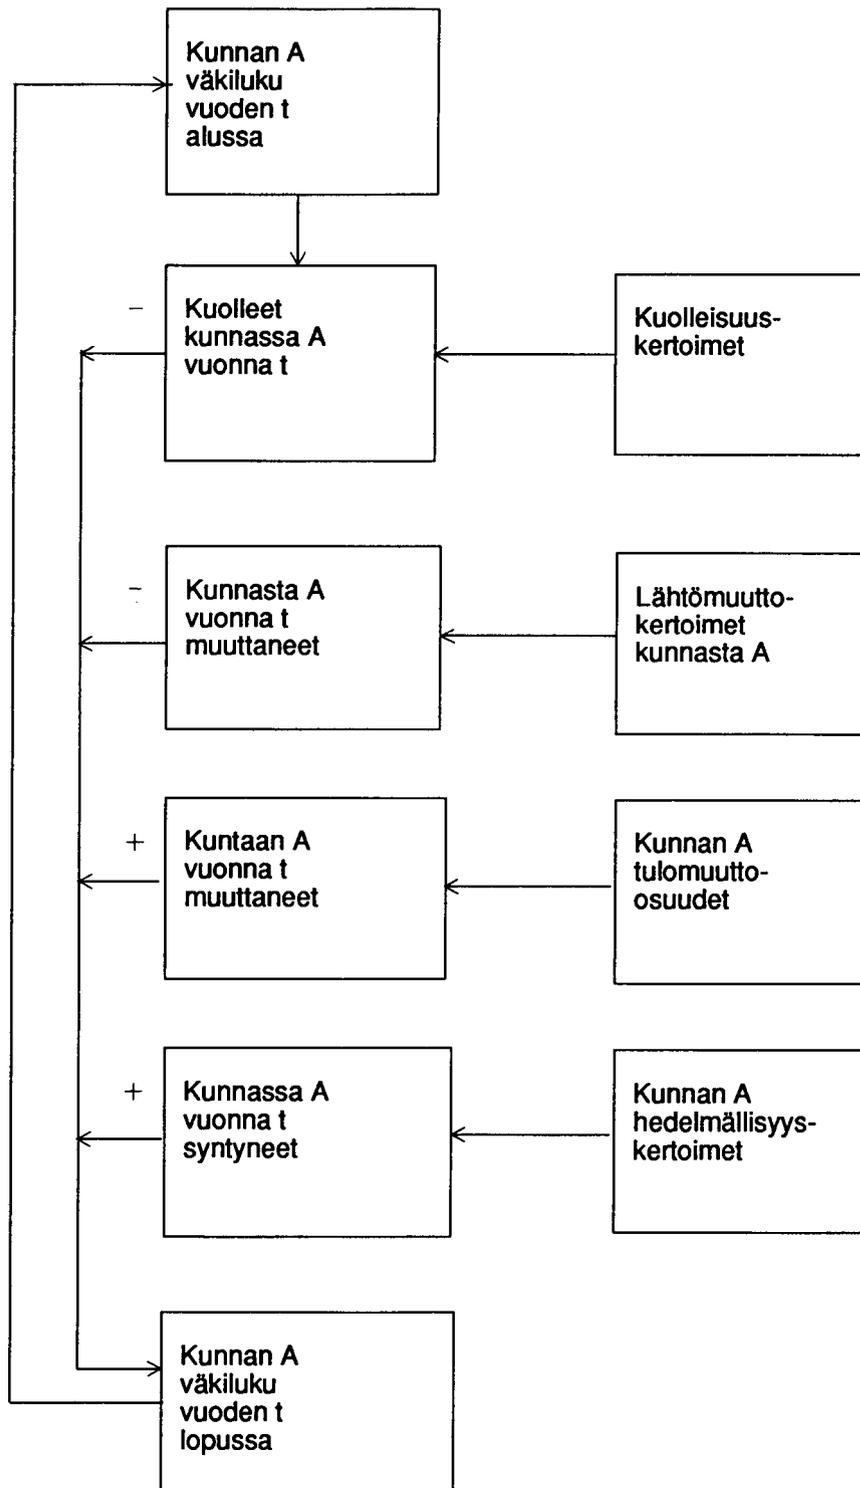 Kunnan A
väkiluku
vuoden t
alussa
−
Kuolleet
kunnassa A
vuonna t
Kuolleisuus-
kertoimet
−
Kunnasta A
vuonna t
muuttaneet
Lähtömuutto-
kertoimet
kunnasta A
+
Kuntaan A
vuonna t
muuttaneet
Kunnan A
tulomuutto-
osuudet
+
Kunnassa A
vuonna t
syntyneet
Kunnan A
hedelmällisyys-
kertoimet
Kunnan A
väkiluku
vuoden t
lopussa